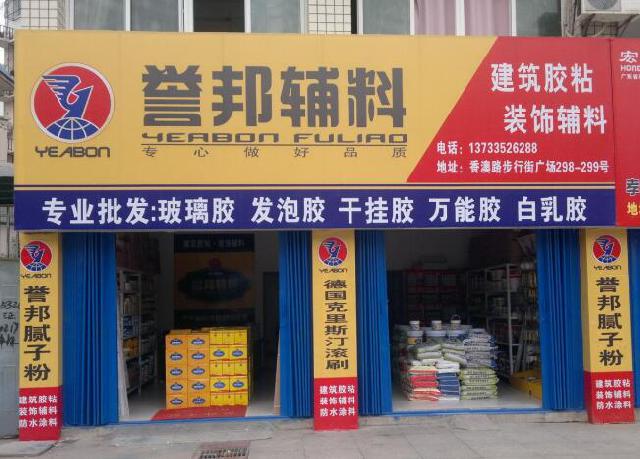 YEABON
誉邦辅料
YEABON FULIAO
专心做好品质
建筑胶粘
装饰辅料
电话：13733526288
地址：香澳路步行街广场298-299号
专业批发:玻璃胶 发泡胶 干挂胶 万能胶 白乳胶
宏
HOND
YEABON
誉邦腻子粉
建筑胶粘
装饰辅料
防水涂料
YEABON
德国克里斯汀滚刷
建筑胶粘
装饰辅料
防水涂料
YEABON
誉邦腻子粉
建筑胶粘
装饰辅料
防水涂料